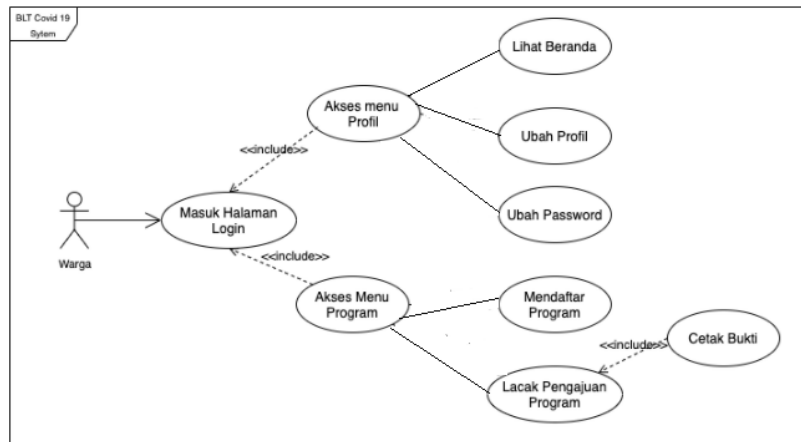 BLT Covid 19
Sytem
Lihat Beranda
Akses menu
Profil
Ubah Profil
<<include>>
Masuk Halaman
Login
Ubah Password
Warga
<<include>>
Akses Menu
Program
Mendaftar
Program
<<include>>
Cetak Bukti
Lacak Pengajuan
Program